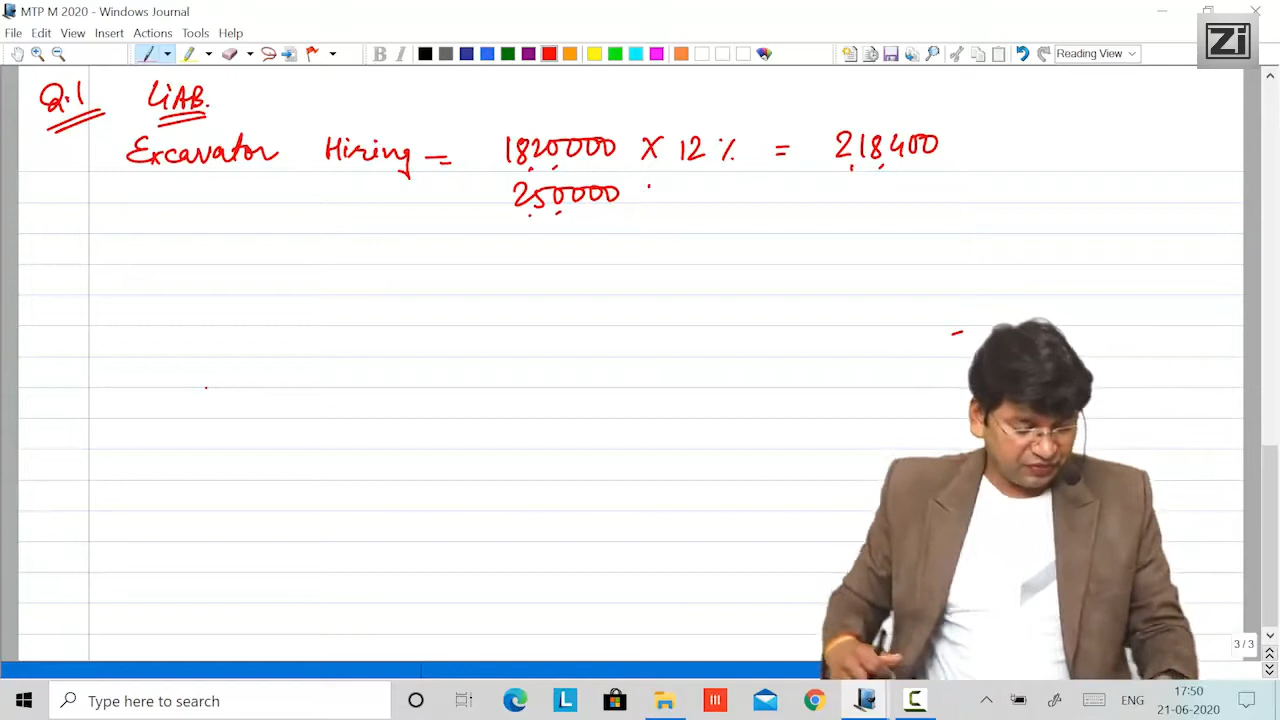 MTP M 2020 - Windows Journal
File Edit View Insert Actions Tools Help
B I
Reading View
Zi
Q.1 LiAB.
Excavator Hiring = 1820000 X 12 % = 218400
250000
3 / 3
Type here to search
L
C
ENG
17:50
21-06-2020